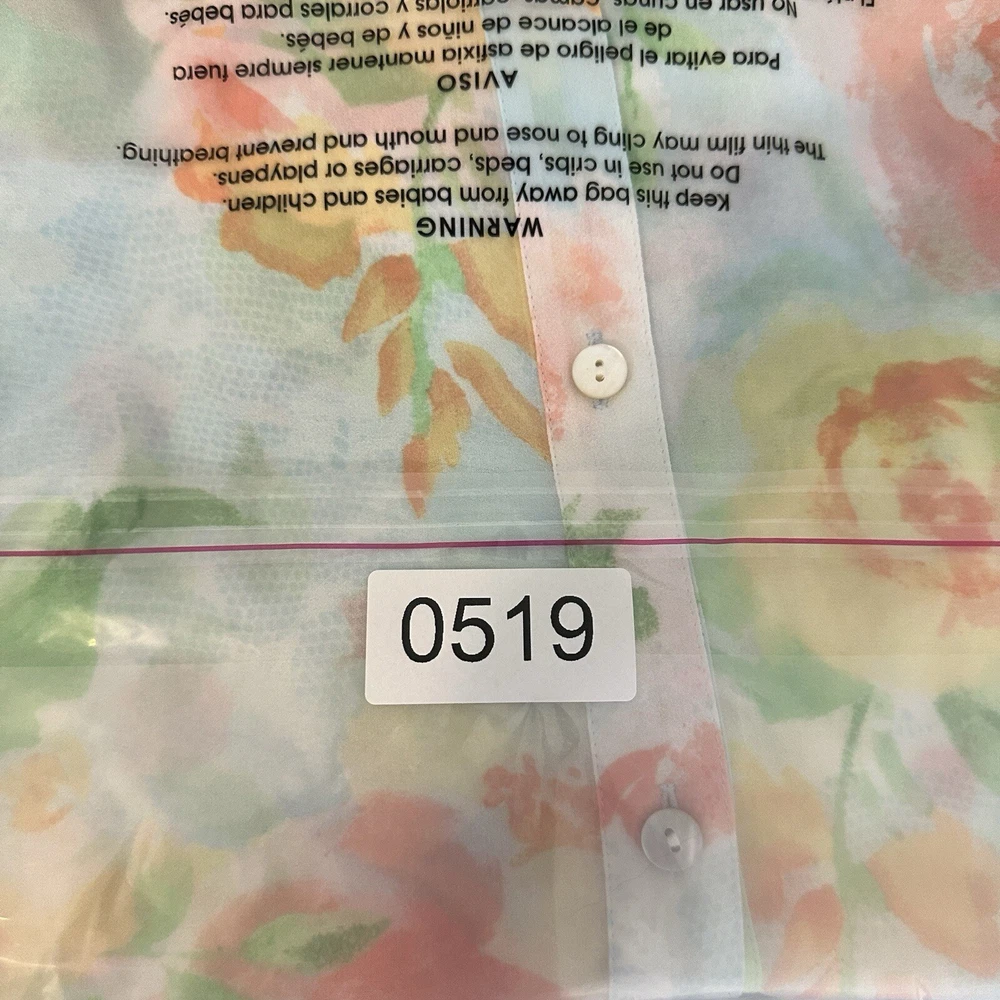 WARNING
Keep this bag away from babies and children.
Do not use in cribs, beds, carriages or playpens.
The thin film may cling to nose and mouth and prevent breathing.
AVISO
Para evitar el peligro de asfixia mantener siempre fuera
de el alcance de niños y de bebés.
No usar en cunas, camas, carriolas y corrales para bebés.
0519